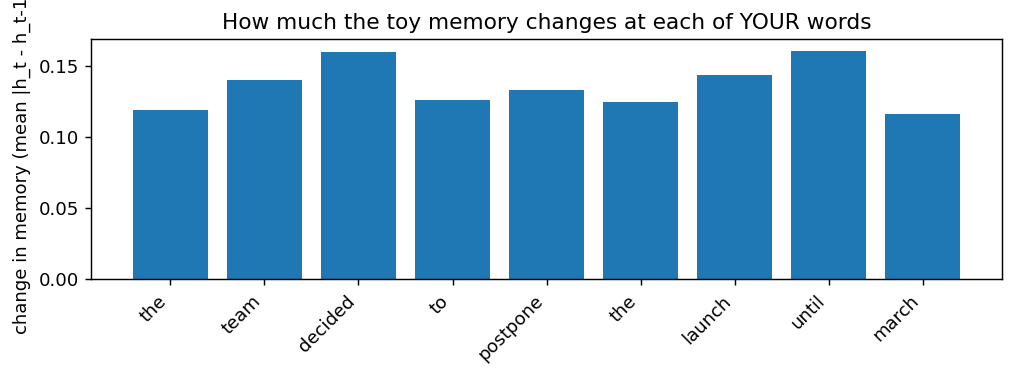 How much the toy memory changes at each of YOUR words
change in memory (mean |h_t - h_t-1
0.15
0.10
0.05
0.00
the
team
decided
to
postpone
the
launch
until
march